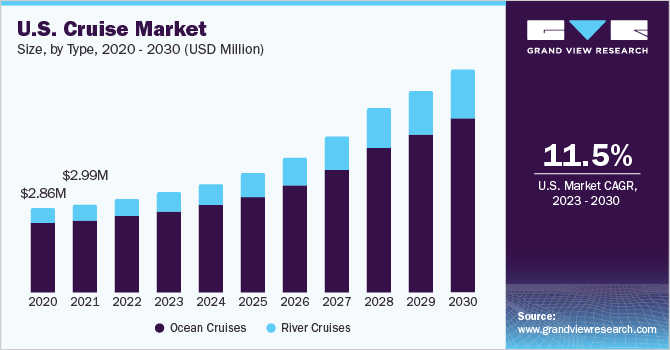 U.S. Cruise Market
Size, by Type, 2020 - 2030 (USD Million)
GRAND VIEW RESEARCH
$2.86M
$2.99M
11.5%
U.S. Market CAGR,
2023 - 2030
2020 2021 2022 2023 2024 2025 2026 2027 2028 2029 2030
Ocean Cruises River Cruises
Source:
www.grandviewresearch.com